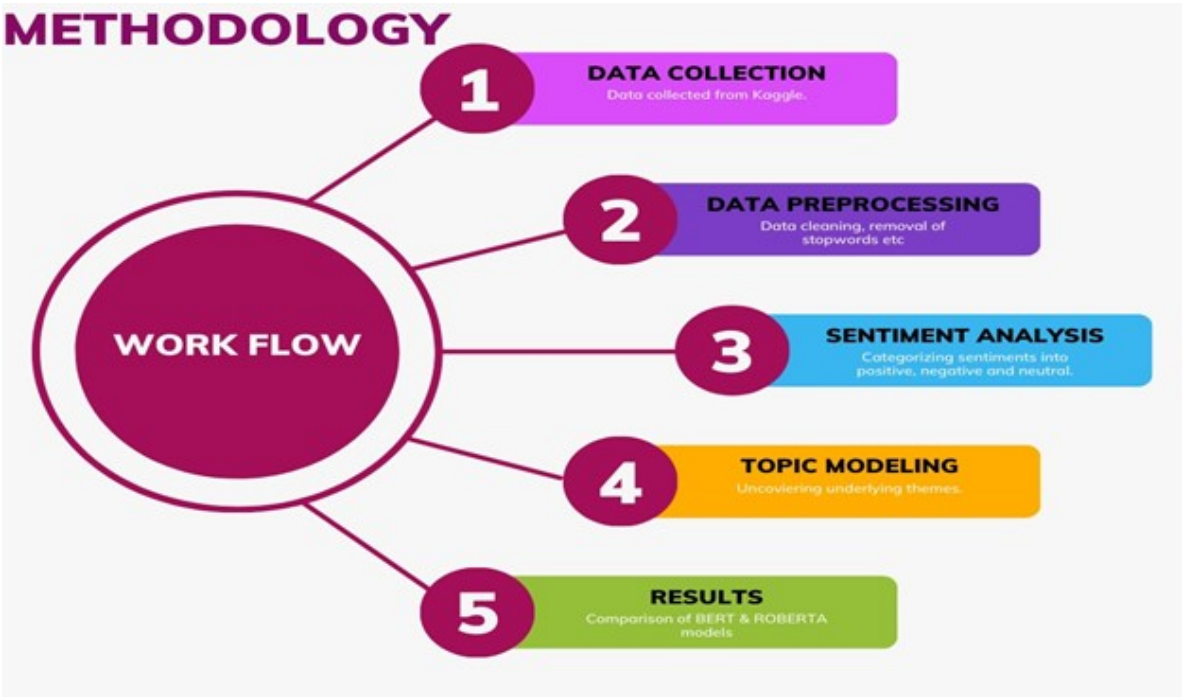 METHODOLOGY
1
DATA COLLECTION
Data collected from Kaggle.
2
DATA PREPROCESSING
Data cleaning, removal of
stopwords etc
WORK FLOW
3
SENTIMENT ANALYSIS
Categorizing sentiments into
positive, negative and neutral.
4
TOPIC MODELING
Uncoviering underlying themes.
5
RESULTS
Comparison of BERT & ROBERTA
models